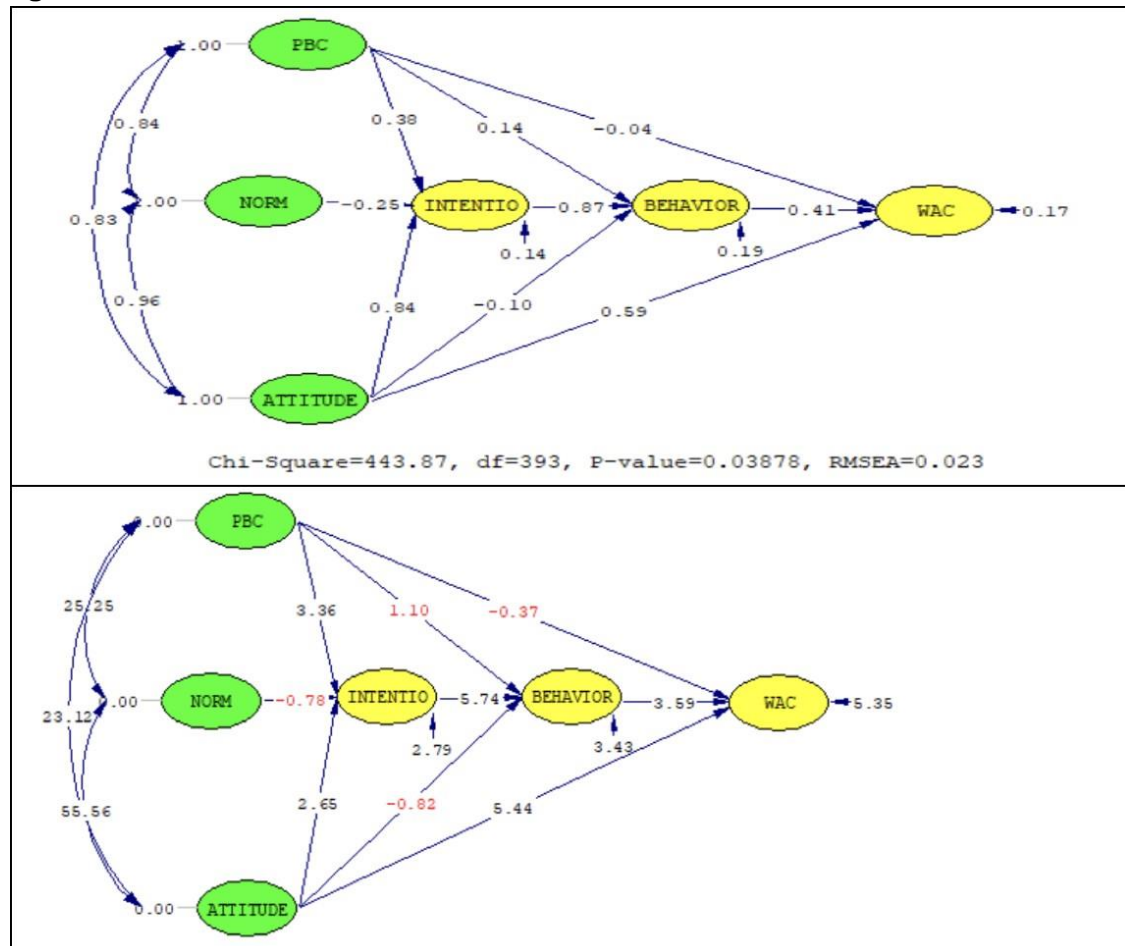 1.00
PBC
0.84
0.38
0.14
-0.04
1.00
NORM
-0.25
INTENTIO
0.87
BEHAVIOR
0.41
WAC
0.17
0.83
0.14
0.19
0.96
0.84
-0.10
0.59
1.00
ATTITUDE
Chi-Square=443.87, df=393, P-value=0.03878, RMSEA=0.023
0.00
PBC
25.25
3.36
1.10
-0.37
0.00
NORM
-0.78
INTENTIO
5.74
BEHAVIOR
3.59
WAC
5.35
23.12
2.79
3.43
55.56
2.65
-0.82
5.44
0.00
ATTITUDE